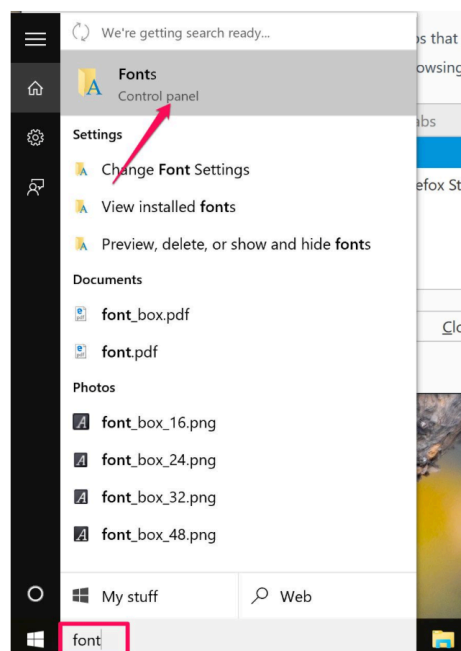 We're getting search ready...
Fonts
Control panel
Settings
Change Font Settings
View installed fonts
Preview, delete, or show and hide fonts
Documents
font_box.pdf
font.pdf
Photos
font_box_16.png
font_box_24.png
font_box_32.png
font_box_48.png
My stuff
Web
font